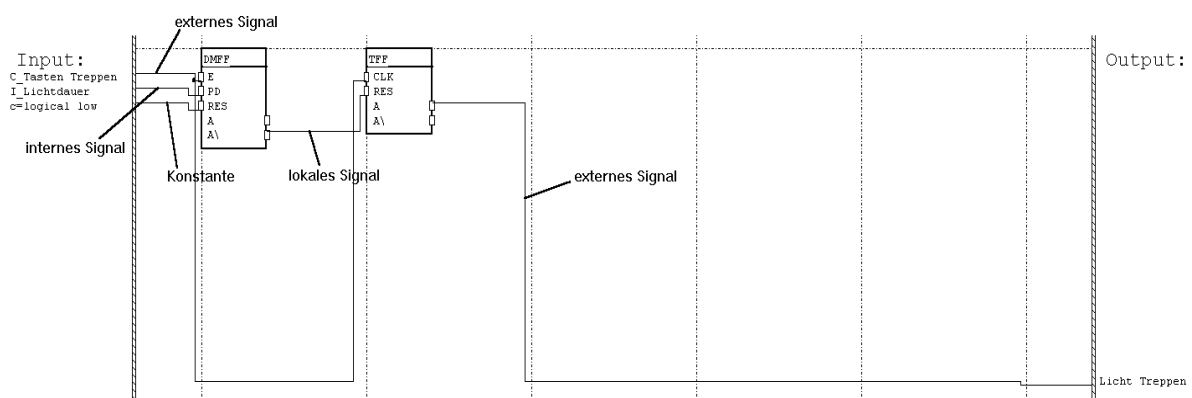 externes Signal
Input:
Output:
C_Tasten Treppen
I_Lichtdauer
c=logical low
DMFF
E
PD
RES
A
A\
TFF
CLK
RES
A
A\
internes Signal
Konstante
lokales Signal
externes Signal
Licht Treppen